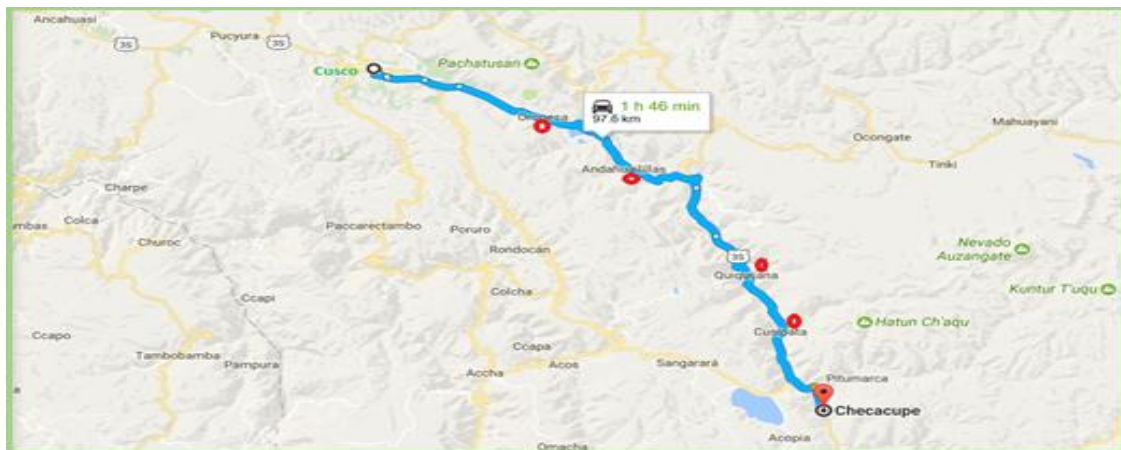 Ancahuasi
35
Pucyura
35
Cusco
Pachatusan
1 h 46 min
97.6 km
Mahuayani
Ocongate
Tinki
Charpe
Colca
Churoc
Paccarectambo
Poruro
Rondocán
Nevado
Auzangate
35
Colcha
Kuntur T'uqu
Ccapi
Hatun Ch'aqu
Ccapo
Ccapa
Tambobamba
Pampura
Accha
Acos
Sangarará
Pitumarca
Checacupe
Acopia
Omacha